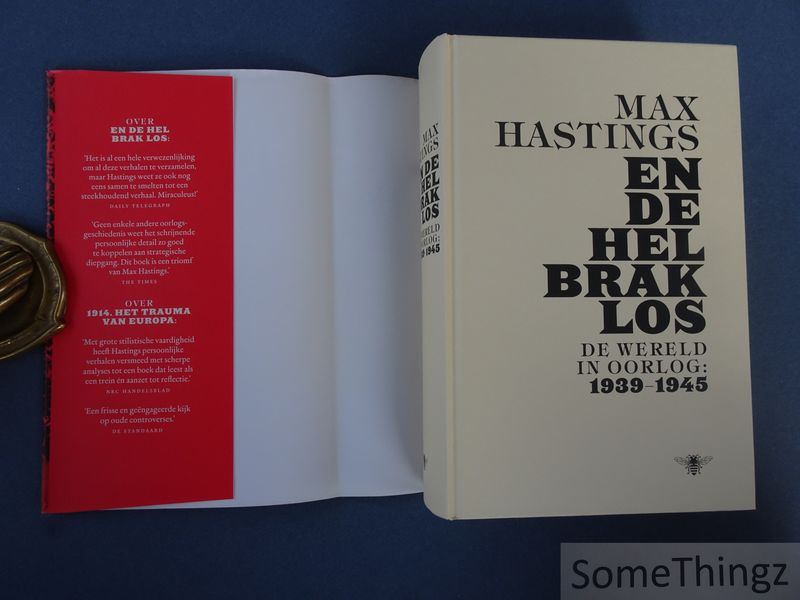 OVER
EN DE HEL
BRAK LOS:
'Het is al een hele verwezenlijking
om al deze verhalen te verzamelen,
maar Hastings weet ze ook nog
eens samen te smelten tot een
steekhoudend verhaal. Miraculeus!'
DAILY TELEGRAPH
'Geen enkele andere oorlogs-
geschiedenis weet het schrijnende
persoonlijke detail zo goed
te koppelen aan strategische
diepgang. Dit boek is een triomf
van Max Hastings.'
THE TIMES
OVER
1914. HET TRAUMA
VAN EUROPA:
'Met grote stilistische vaardigheid
heeft Hastings persoonlijke
verhalen versmeed met scherpe
analyses tot een boek dat leest als
een trein én aanzet tot reflectie.'
NRC HANDELSBLAD
'Een frisse en geëngageerde kijk
op oude controverses.'
DE STANDAARD
MAX
HASTINGS
EN DE
HEL
BRAK
LOS
DE WERELD
IN OORLOG:
1939-1945
MAX
HASTINGS
EN
DE
HEL
BRAK
LOS
DE WERELD
IN OORLOG:
1939-1945
SomeThingz